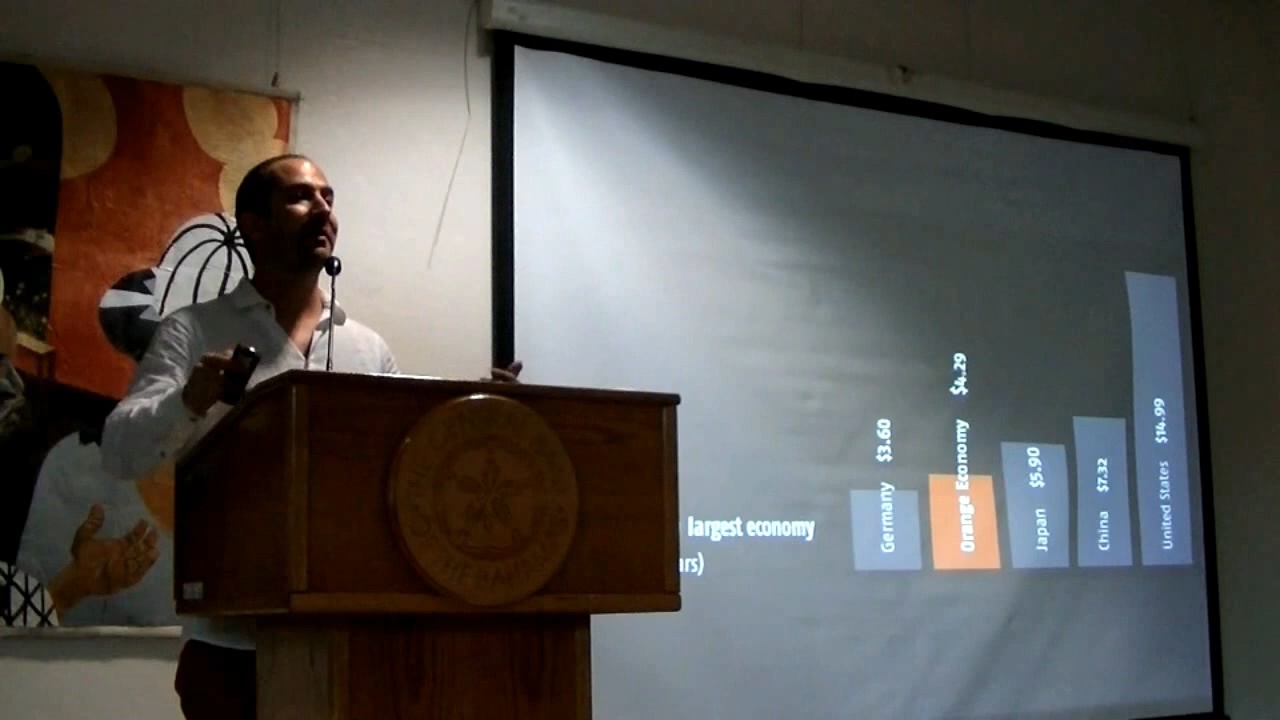 largest economy
rs)
Germany $3.60
Orange Economy $4.29
Japan $5.90
China $7.32
United States $14.99